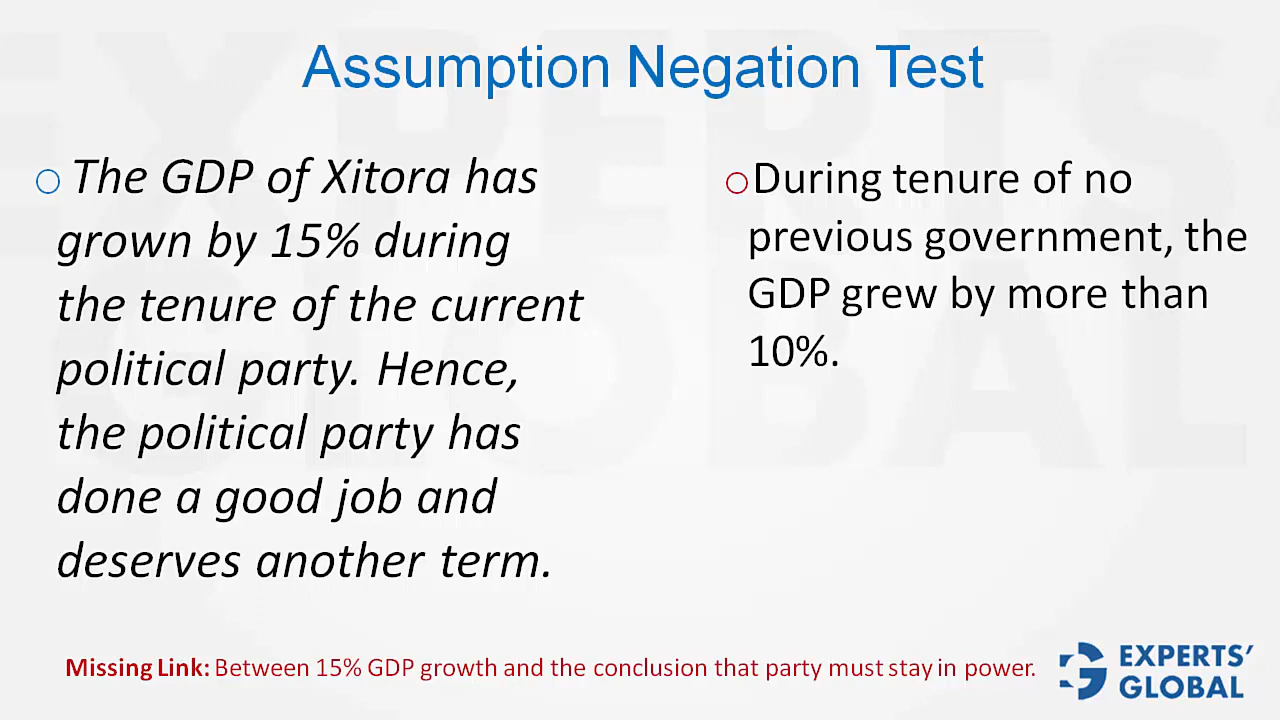 Assumption Negation Test
The GDP of Xitora has
grown by 15% during
the tenure of the current
political party. Hence,
the political party has
done a good job and
deserves another term.
During tenure of no
previous government, the
GDP grew by more than
10%.
Missing Link: Between 15% GDP growth and the conclusion that party must stay in power.
EXPERTS'
GLOBAL